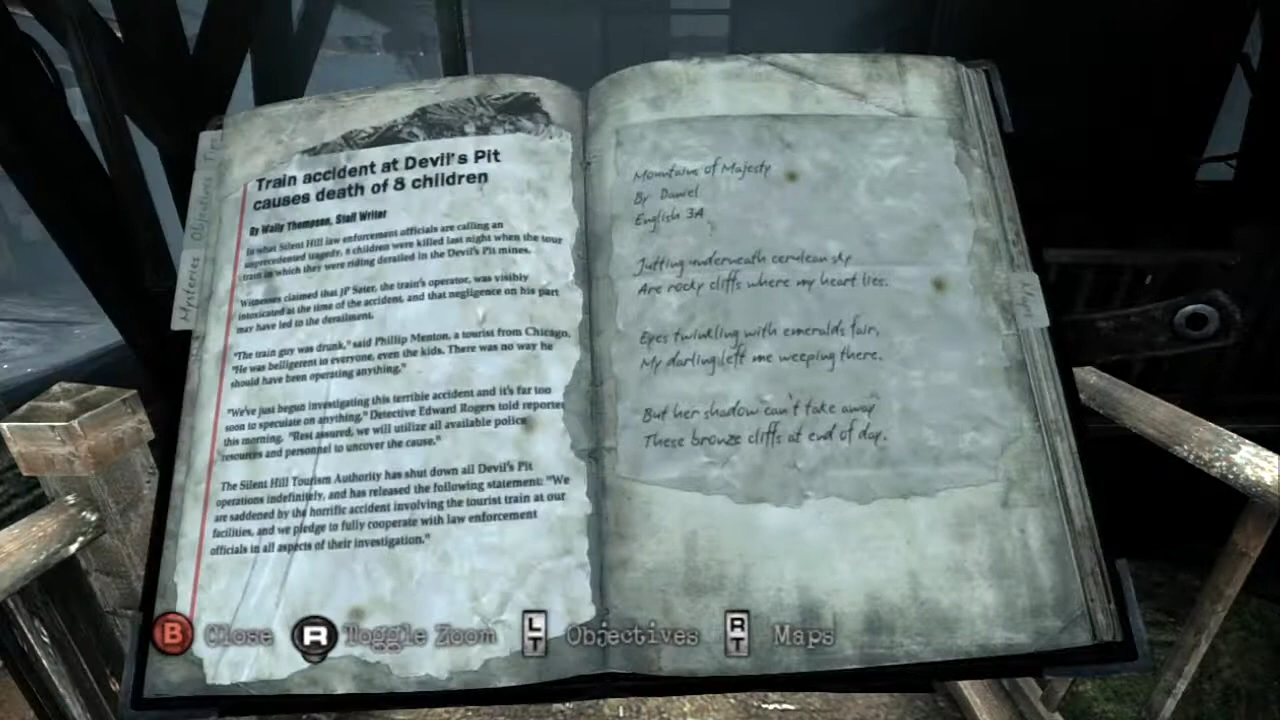 Mysteries
Objectives
Train accident at Devil's Pit
causes death of 8 children
By Wally Thompson, Staff Writer
In what Silent Hill law enforcement officials are calling an
unprecedented tragedy, 8 children were killed last night when the tour
train in which they were riding derailed in the Devil's Pit mines.
Witnesses claimed that JP Sater, the train's operator, was visibly
intoxicated at the time of the accident, and that negligence on his part
may have led to the derailment.
"The train guy was drunk," said Phillip Menton, a tourist from Chicago.
"He was belligerent to everyone, even the kids. There was no way he
should have been operating anything."
"We've just begun investigating this terrible accident and it's far too
soon to speculate on anything," Detective Edward Rogers told reporters
this morning. "Rest assured, we will utilize all available police
resources and personnel to uncover the cause."
The Silent Hill Tourism Authority has shut down all Devil's Pit
operations indefinitely, and has released the following statement: "We
are saddened by the horrific accident involving the tourist train at our
facilities, and we pledge to fully cooperate with law enforcement
officials in all aspects of their investigation."
Mountains of Majesty
By Daniel
English 3A
Jutting underneath cerulean sky
Are rocky cliffs where my heart lies.
Eyes twinkling with emeralds fair,
My darling left me weeping there.
But her shadow can't take away
These bronze cliffs at end of day.
Maps
B Close R Toggle Zoom LT Objectives RT Maps